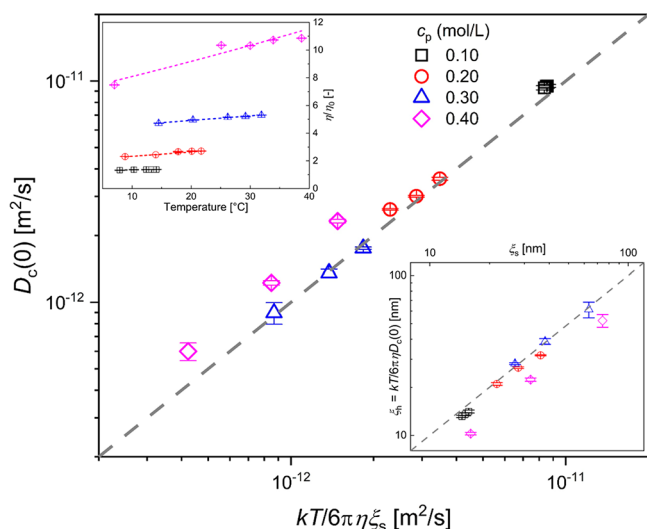 c_p (mol/L)
0.10
0.20
0.30
0.40
12
10
8
6
4
2
0
η/η₀ [-]
10 20 30 40
Temperature [°C]
10⁻¹¹
10⁻¹²
D_c(0) [m²/s]
10 ξ_s [nm] 100
100
10
ξ_h = kT/6πηD_c(0) [nm]
10⁻¹² 10⁻¹¹
kT/6πηξ_s [m²/s]